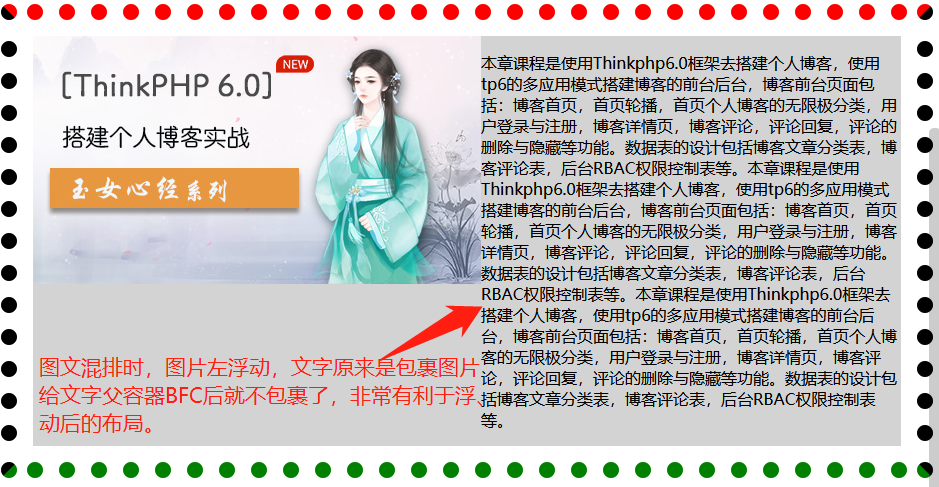 NEW
[ThinkPHP 6.0]
搭建个人博客实战
玉女心经系列
本章课程是使用Thinkphp6.0框架去搭建个人博客，使用
tp6的多应用模式搭建博客的前台后台，博客前台页面包
括：博客首页，首页轮播，首页个人博客的无限极分类，用
户登录与注册，博客详情页，博客评论，评论回复，评论的
删除与隐藏等功能。数据表的设计包括博客文章分类表，博
客评论表，后台RBAC权限控制表等。本章课程是使用
Thinkphp6.0框架去搭建个人博客，使用tp6的多应用模式
搭建博客的前台后台，博客前台页面包括：博客首页，首页
轮播，首页个人博客的无限极分类，用户登录与注册，博客
详情页，博客评论，评论回复，评论的删除与隐藏等功能。
数据表的设计包括博客文章分类表，博客评论表，后台
RBAC权限控制表等。本章课程是使用Thinkphp6.0框架去
搭建个人博客，使用tp6的多应用模式搭建博客的前台后
台，博客前台页面包括：博客首页，首页轮播，首页个人博
客的无限极分类，用户登录与注册，博客详情页，博客评
论，评论回复，评论的删除与隐藏等功能。数据表的设计包
括博客文章分类表，博客评论表，后台RBAC权限控制表
等。
图文混排时，图片左浮动，文字原来是包裹图片
给文字父容器BFC后就不包裹了，非常有利于浮、
动后的布局。